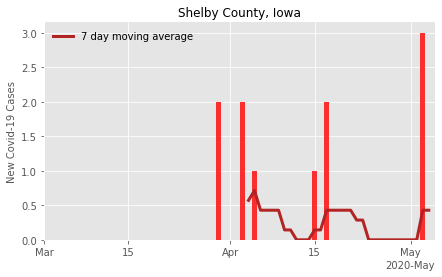 Shelby County, Iowa
7 day moving average
New Covid-19 Cases
3.0
2.5
2.0
1.5
1.0
0.5
0.0
Mar 15 Apr 15 May
2020-May